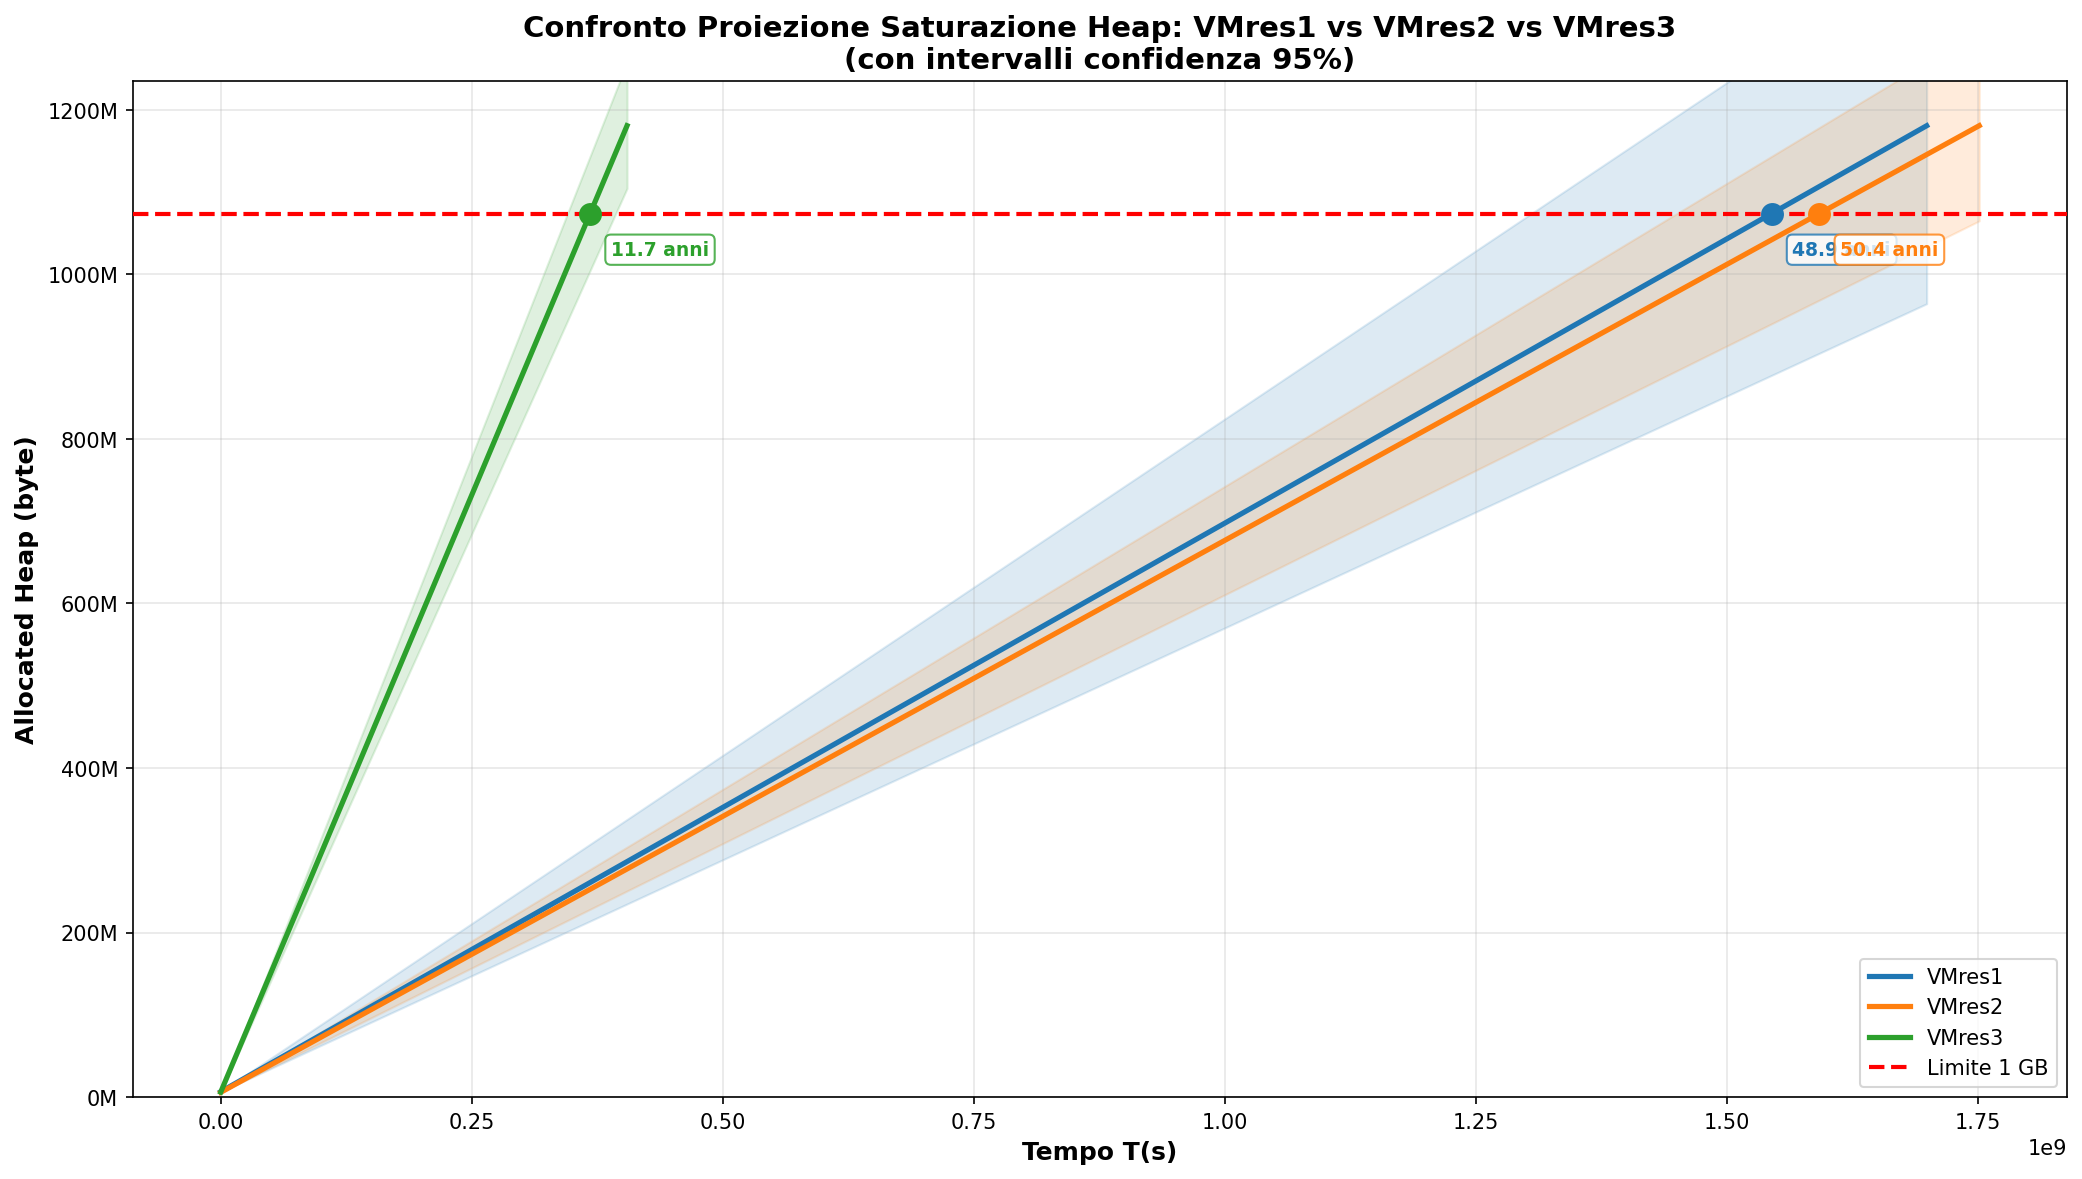 Confronto Proiezione Saturazione Heap: VMres1 vs VMres2 vs VMres3
(con intervalli confidenza 95%)
Allocated Heap (byte)
1200M
1000M
800M
600M
400M
200M
0M
11.7 anni
48.9
50.4 anni
VMres1
VMres2
VMres3
Limite 1 GB
0.00
0.25
0.50
0.75
1.00
1.25
1.50
1.75
1e9
Tempo T(s)